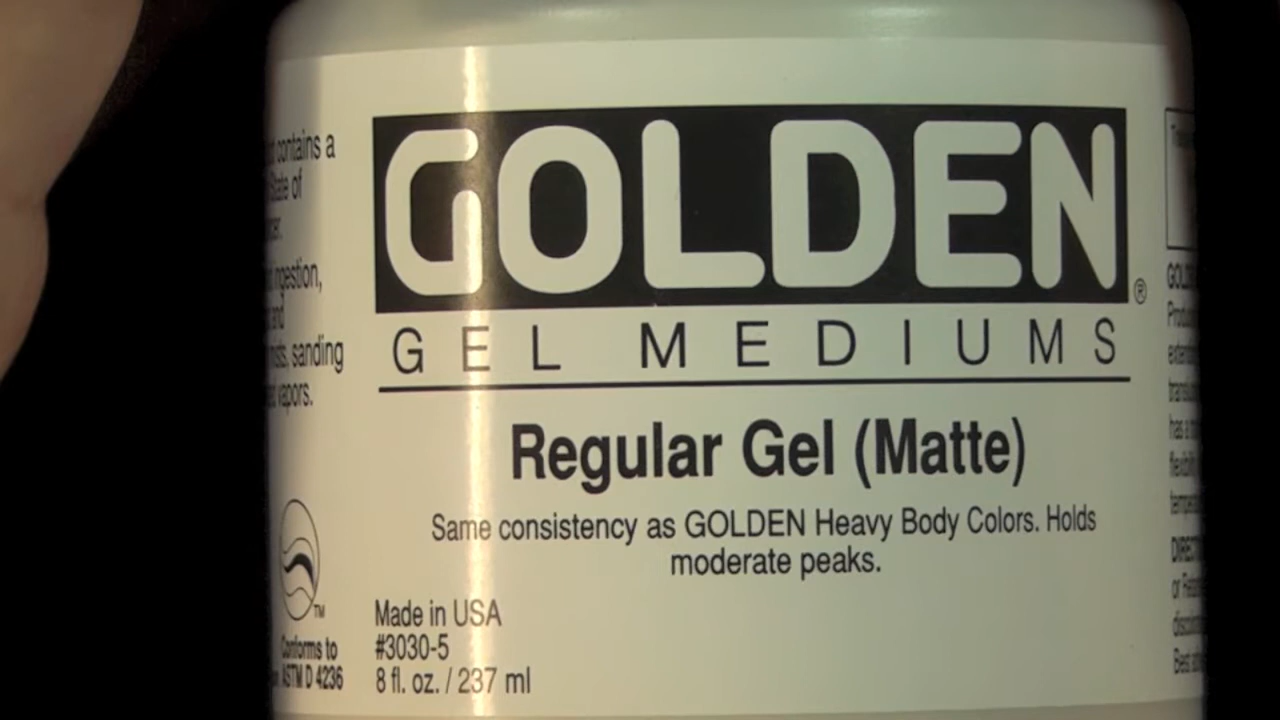 contains a
State of
ingestion,
and
sanding
vapors.
TM
Conforms to
ASTM D 4236
GOLDEN®
GEL MEDIUMS
Regular Gel (Matte)
Same consistency as GOLDEN Heavy Body Colors. Holds
moderate peaks.
Made in USA
#3030-5
8 fl. oz. / 237 ml